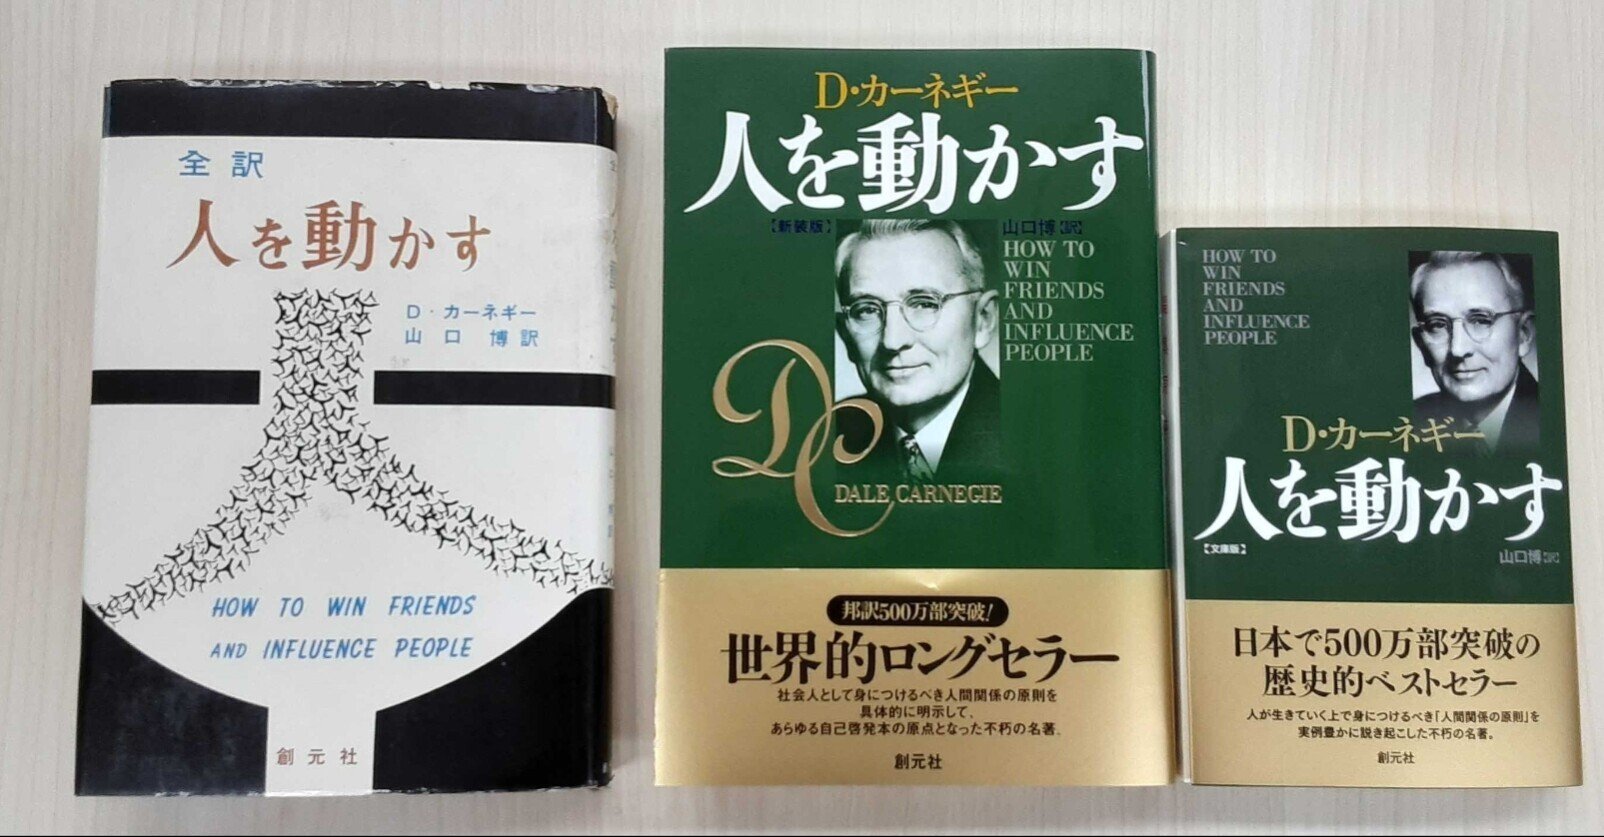 全訳
人を動かす
D・カーネギー
山口 博訳
HOW TO WIN FRIENDS
AND INFLUENCE PEOPLE
創元社
D・カーネギー
人を動かす
【新装版】
山口博【訳】
HOW TO
WIN
FRIENDS
AND
INFLUENCE
PEOPLE
DC
DALE CARNEGIE
邦訳500万部突破!
世界的ロングセラー
社会人として身につけるべき人間関係の原則を
具体的に明示して、
あらゆる自己啓発本の原点となった不朽の名著。
創元社
HOW TO
WIN
FRIENDS
AND
INFLUENCE
PEOPLE
D・カーネギー
人を動かす
【文庫版】
山口博【訳】
日本で500万部突破の
歴史的ベストセラー
人が生きていく上で身につけるべき「人間関係の原則」を
実例豊かに説き起こした不朽の名著。
創元社